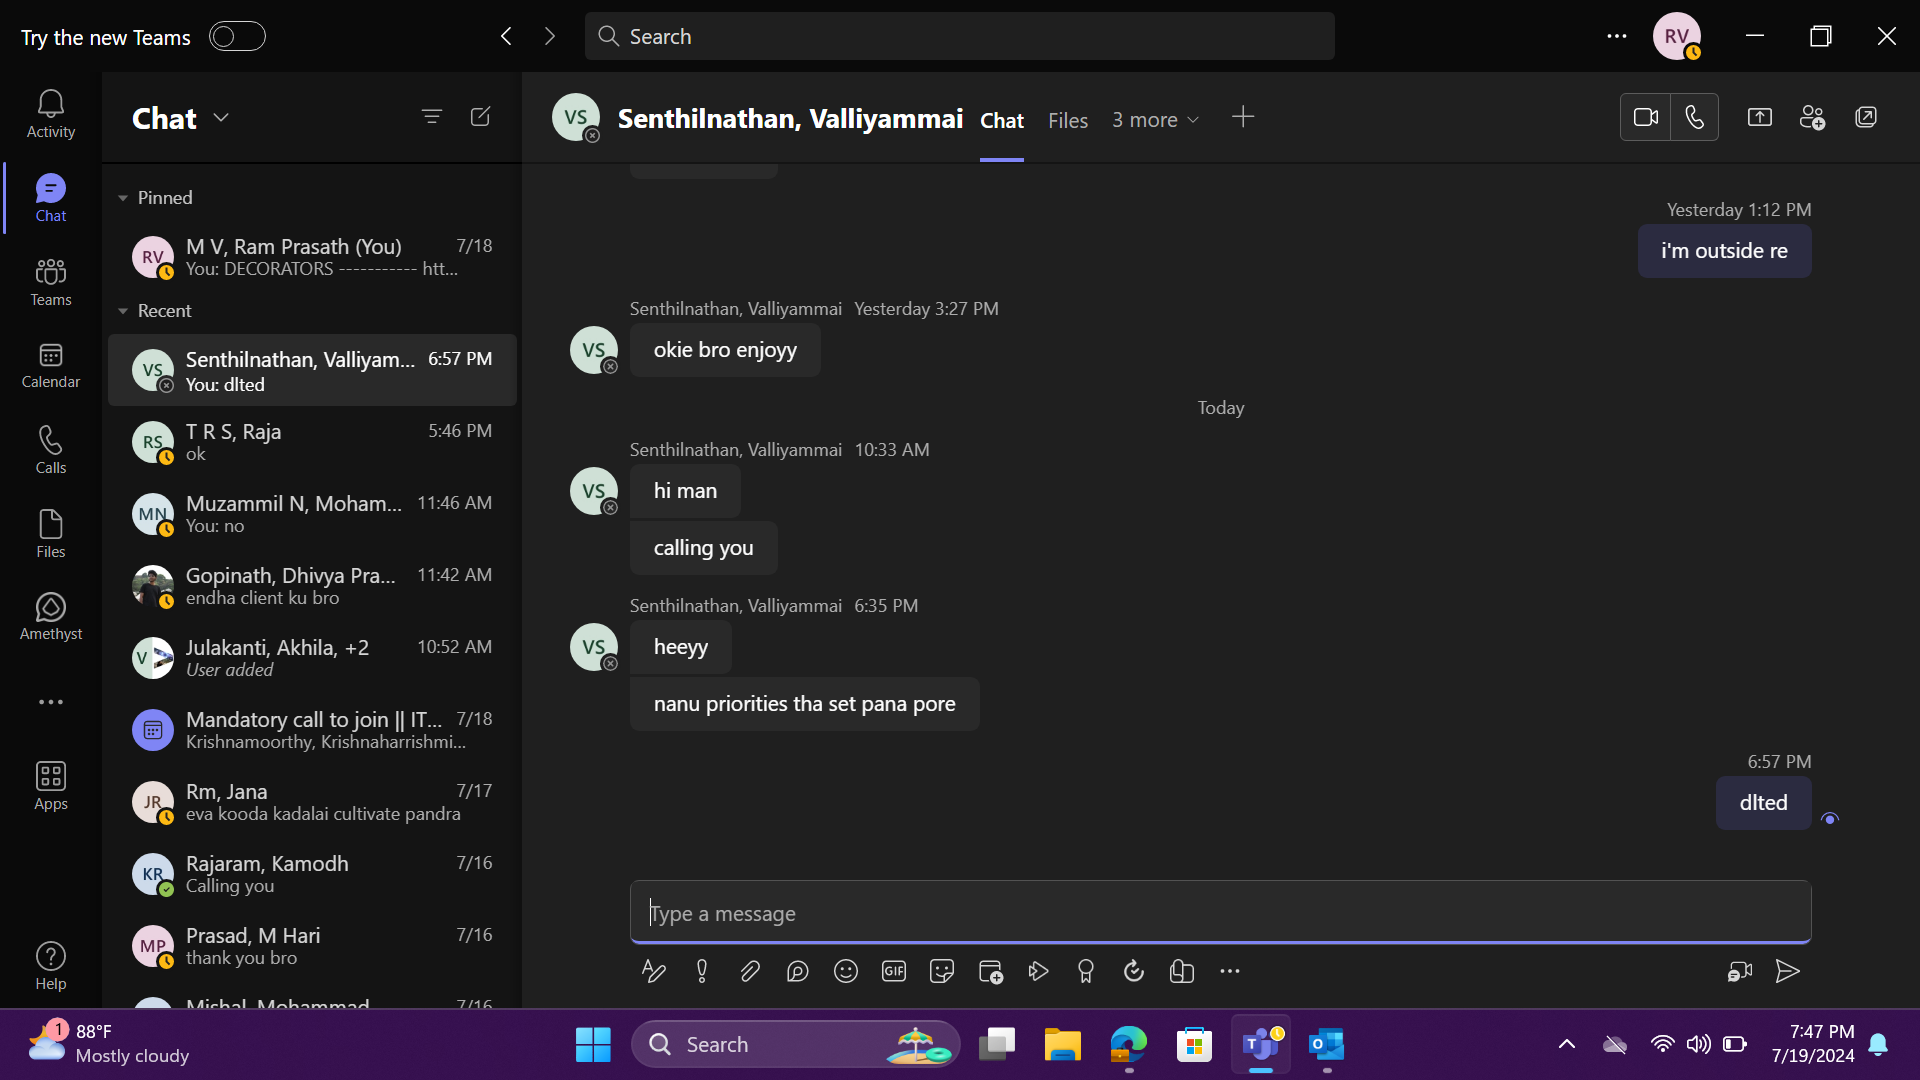 Try the new Teams
Search
RV
Activity
Chat
Teams
Calendar
Calls
Files
Amethyst
Apps
Help
Chat
Pinned
RV
M V, Ram Prasath (You)
7/18
You: DECORATORS ----------- htt...
Recent
VS
Senthilnathan, Valliyam...
6:57 PM
You: dlted
RS
T R S, Raja
5:46 PM
ok
MN
Muzammil N, Moham...
11:46 AM
You: no
Gopinath, Dhivya Pra...
11:42 AM
endha client ku bro
V
Julakanti, Akhila, +2
10:52 AM
User added
Mandatory call to join || IT...
7/18
Krishnamoorthy, Krishnaharrishmi...
JR
Rm, Jana
7/17
eva kooda kadalai cultivate pandra
KR
Rajaram, Kamodh
7/16
Calling you
MP
Prasad, M Hari
7/16
thank you bro
Mishal, Mohammad
7/16
VS
Senthilnathan, Valliyammai
Chat
Files
3 more
Yesterday 1:12 PM
i'm outside re
Senthilnathan, Valliyammai Yesterday 3:27 PM
VS
okie bro enjoyy
Today
Senthilnathan, Valliyammai 10:33 AM
VS
hi man
calling you
Senthilnathan, Valliyammai 6:35 PM
VS
heeyy
nanu priorities tha set pana pore
6:57 PM
dlted
Type a message
GIF
1
88°F
Mostly cloudy
Search
T
O
7:47 PM
7/19/2024